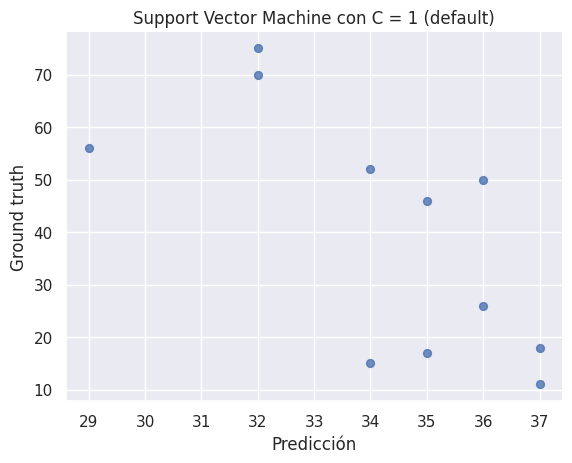 Support Vector Machine con C = 1 (default)
Ground truth
70
60
50
40
30
20
10
29 30 31 32 33 34 35 36 37
Predicción